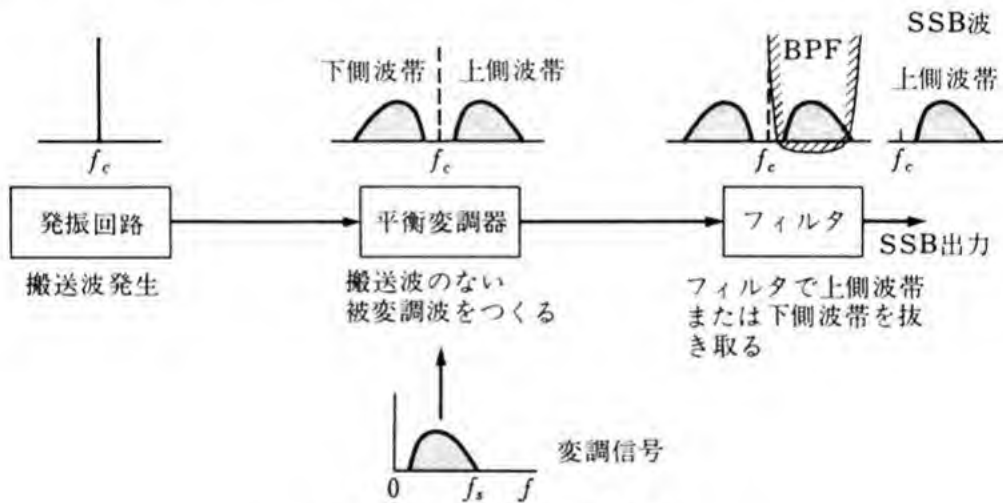 SSB波
BPF
下側波帯
上側波帯
上側波帯
fc
fc
fc
fc
発振回路
平衡変調器
フィルタ
SSB出力
搬送波発生
搬送波のない
被変調波をつくる
フィルタで上側波帯
または下側波帯を抜
き取る
変調信号
0
fs
f